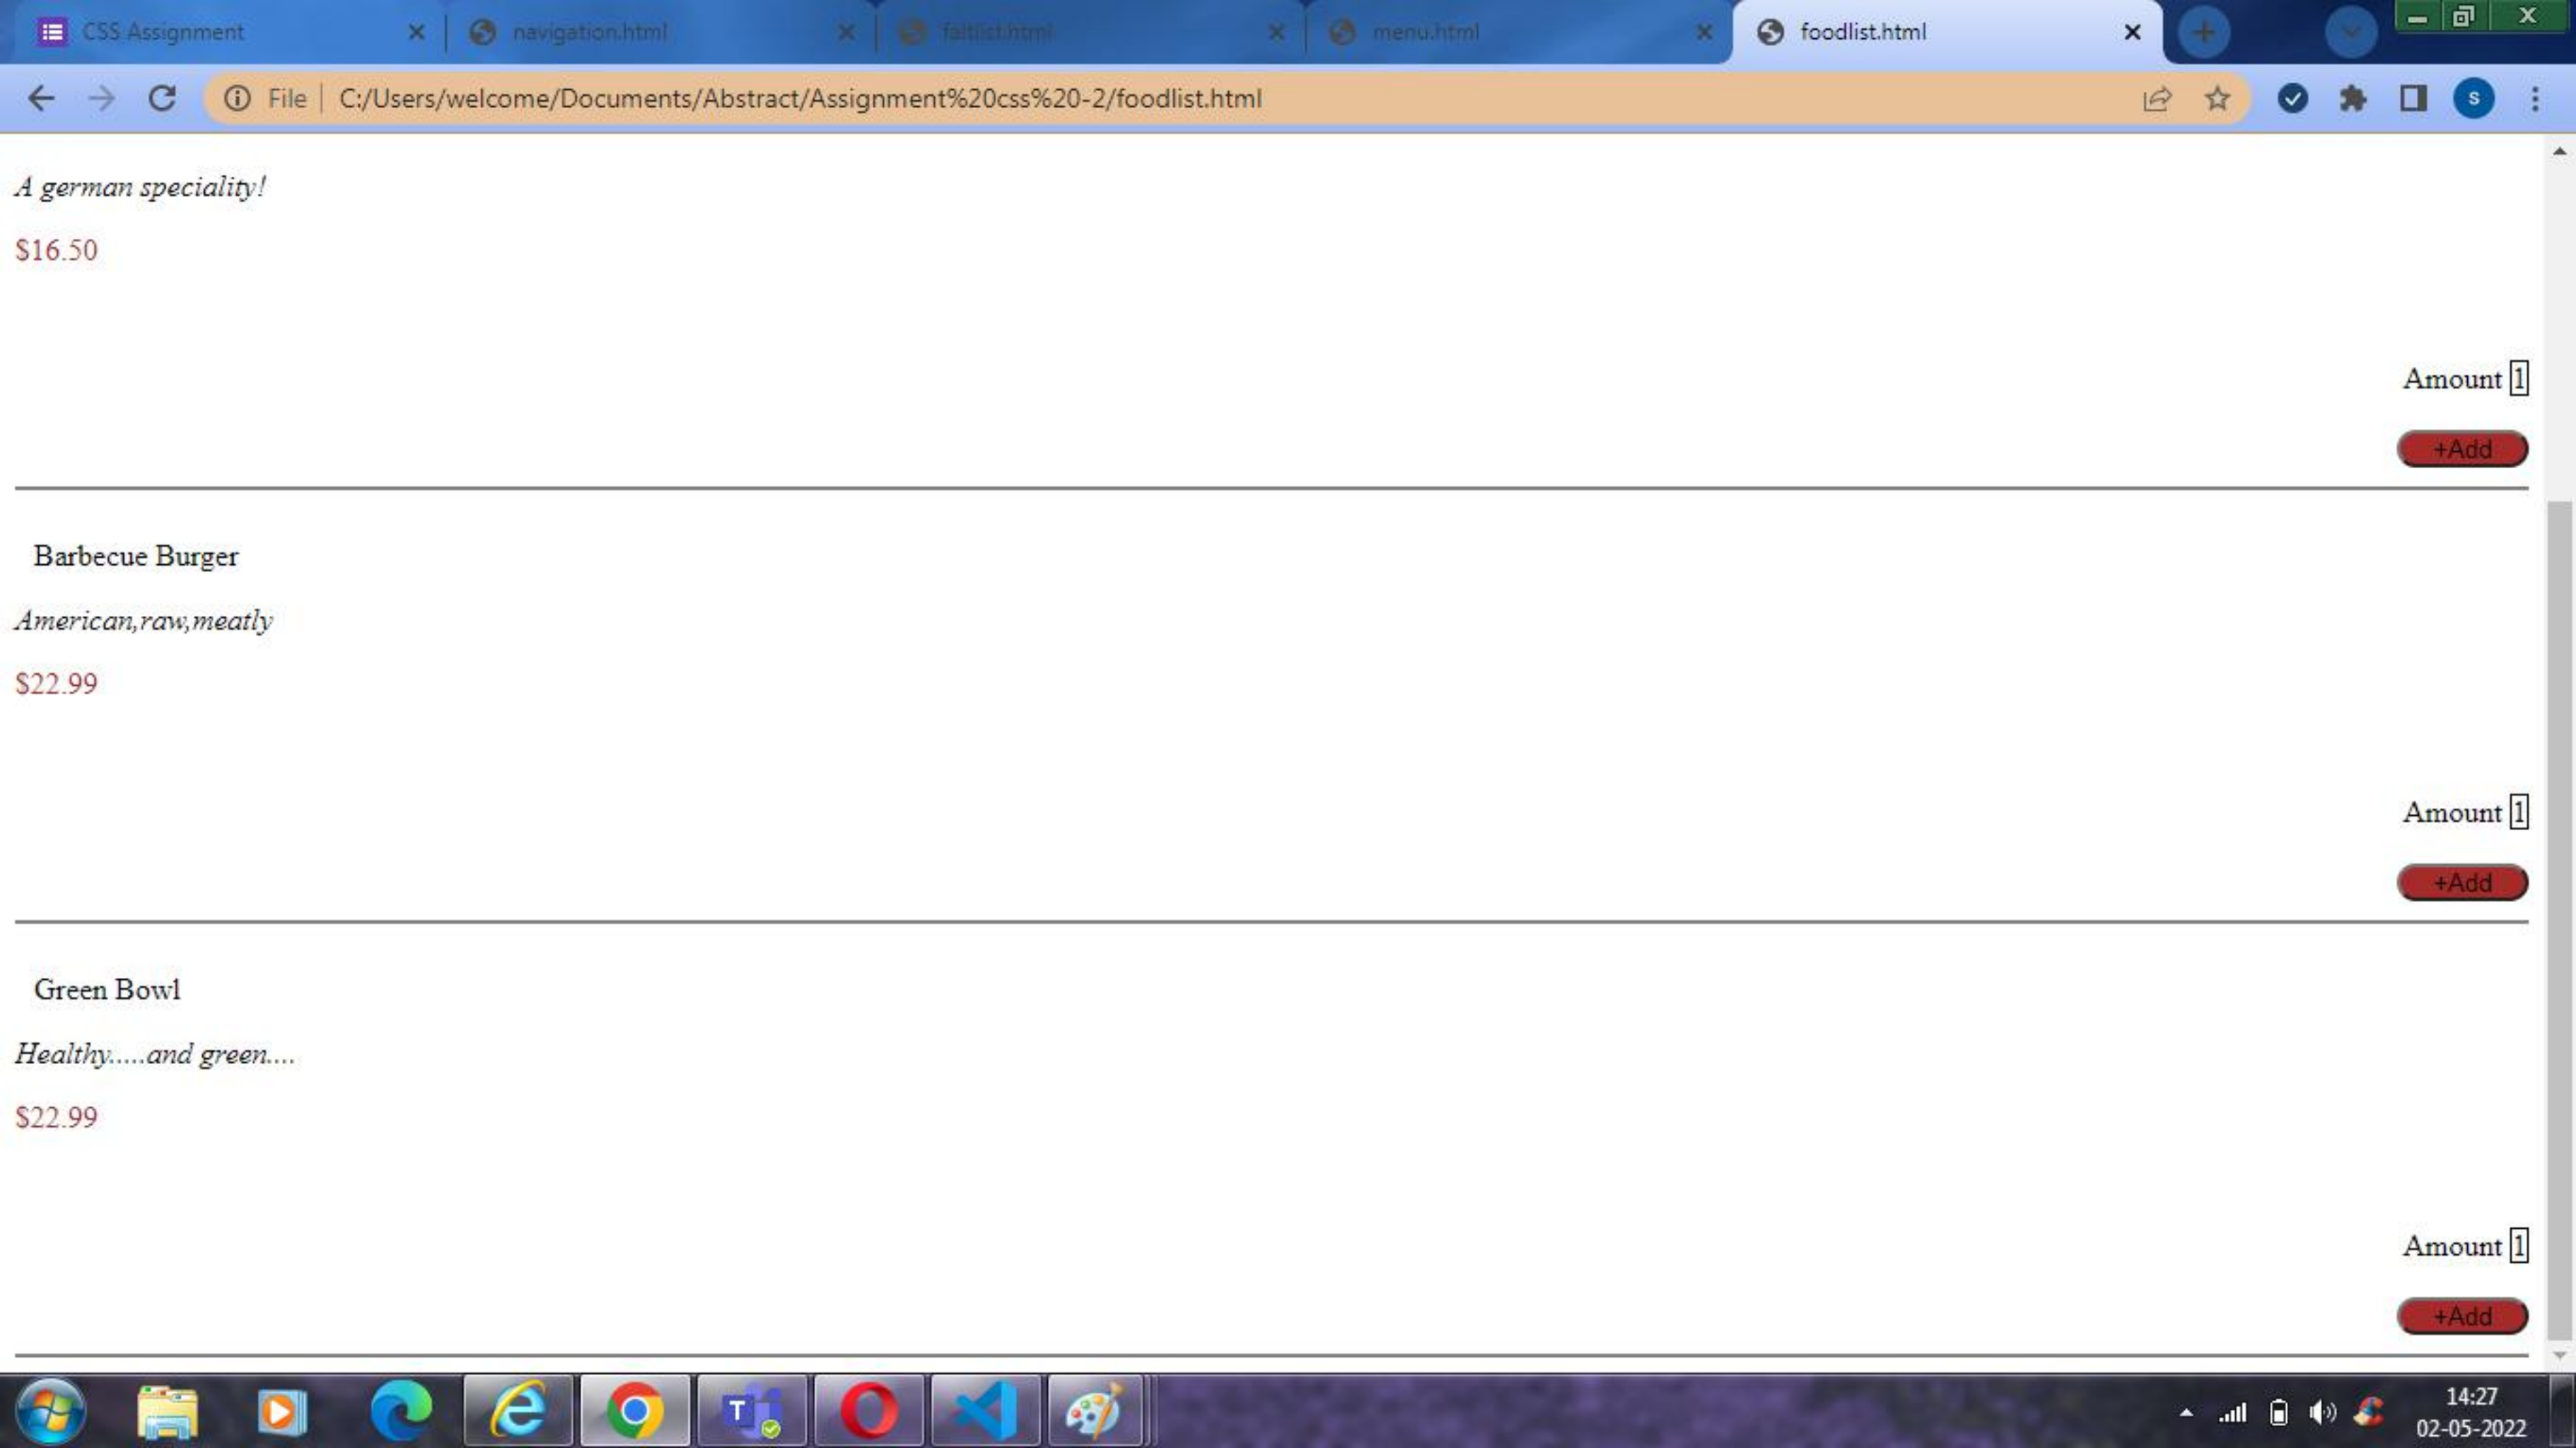 CSS Assignment
navigation.html
faltlist.html
menu.html
foodlist.html
File C:/Users/welcome/Documents/Abstract/Assignment%20css%20-2/foodlist.html
S
A german speciality!
$16.50
Amount 1
+Add
Barbecue Burger
American,raw,meatly
$22.99
Amount 1
+Add
Green Bowl
Healthy.....and green....
$22.99
Amount 1
+Add
T
14:27
02-05-2022